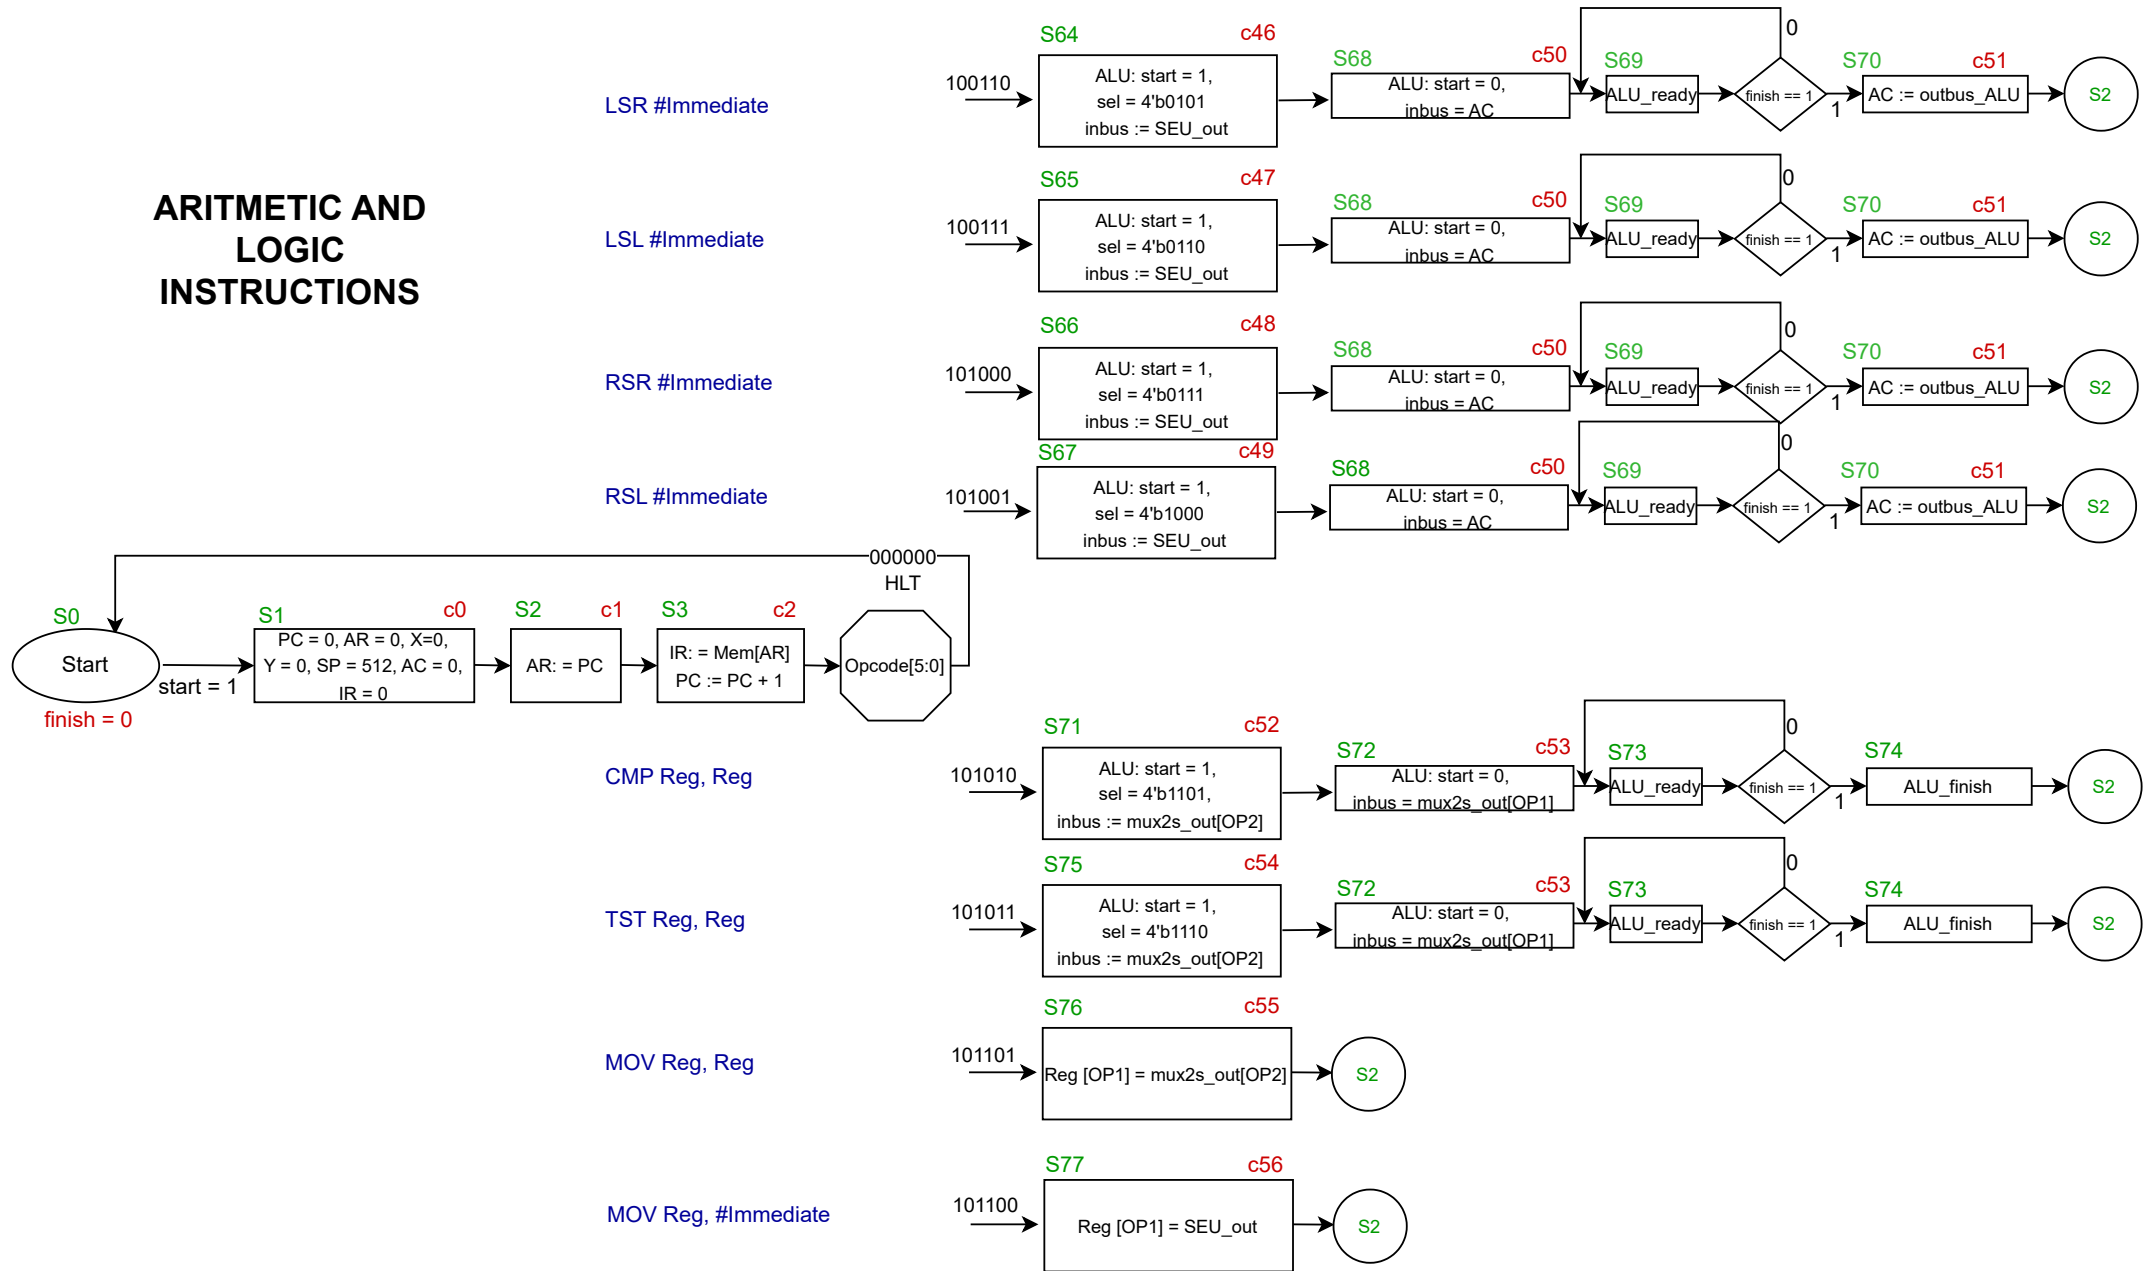 S64
c46
ALU: start = 1,
sel = 4'b0101
inbus := SEU_out
LSR #Immediate
100110
S68
c50
ALU: start = 0,
inbus = AC
S69
ALU_ready
finish == 1
0
1
S70
c51
AC := outbus_ALU
S2
ARITMETIC AND
LOGIC
INSTRUCTIONS
S65
c47
ALU: start = 1,
sel = 4'b0110
inbus := SEU_out
LSL #Immediate
100111
S68
c50
ALU: start = 0,
inbus = AC
S69
ALU_ready
finish == 1
0
1
S70
c51
AC := outbus_ALU
S2
S66
c48
ALU: start = 1,
sel = 4'b0111
inbus := SEU_out
RSR #Immediate
101000
S68
c50
ALU: start = 0,
inbus = AC
S69
ALU_ready
finish == 1
0
1
S70
c51
AC := outbus_ALU
S2
S67
c49
ALU: start = 1,
sel = 4'b1000
inbus := SEU_out
RSL #Immediate
101001
S68
c50
ALU: start = 0,
inbus = AC
S69
ALU_ready
finish == 1
0
1
S70
c51
AC := outbus_ALU
S2
000000
HLT
S0
Start
finish = 0
start = 1
S1
c0
PC = 0, AR = 0, X=0,
Y = 0, SP = 512, AC = 0,
IR = 0
S2
c1
AR: = PC
S3
c2
IR: = Mem[AR]
PC := PC + 1
Opcode[5:0]
S71
c52
ALU: start = 1,
sel = 4'b1101,
inbus := mux2s_out[OP2]
CMP Reg, Reg
101010
S72
c53
ALU: start = 0,
inbus = mux2s_out[OP1]
S73
ALU_ready
finish == 1
0
1
S74
ALU_finish
S2
S75
c54
ALU: start = 1,
sel = 4'b1110
inbus := mux2s_out[OP2]
TST Reg, Reg
101011
S72
c53
ALU: start = 0,
inbus = mux2s_out[OP1]
S73
ALU_ready
finish == 1
0
1
S74
ALU_finish
S2
S76
c55
MOV Reg, Reg
101101
Reg [OP1] = mux2s_out[OP2]
S2
S77
c56
MOV Reg, #Immediate
101100
Reg [OP1] = SEU_out
S2